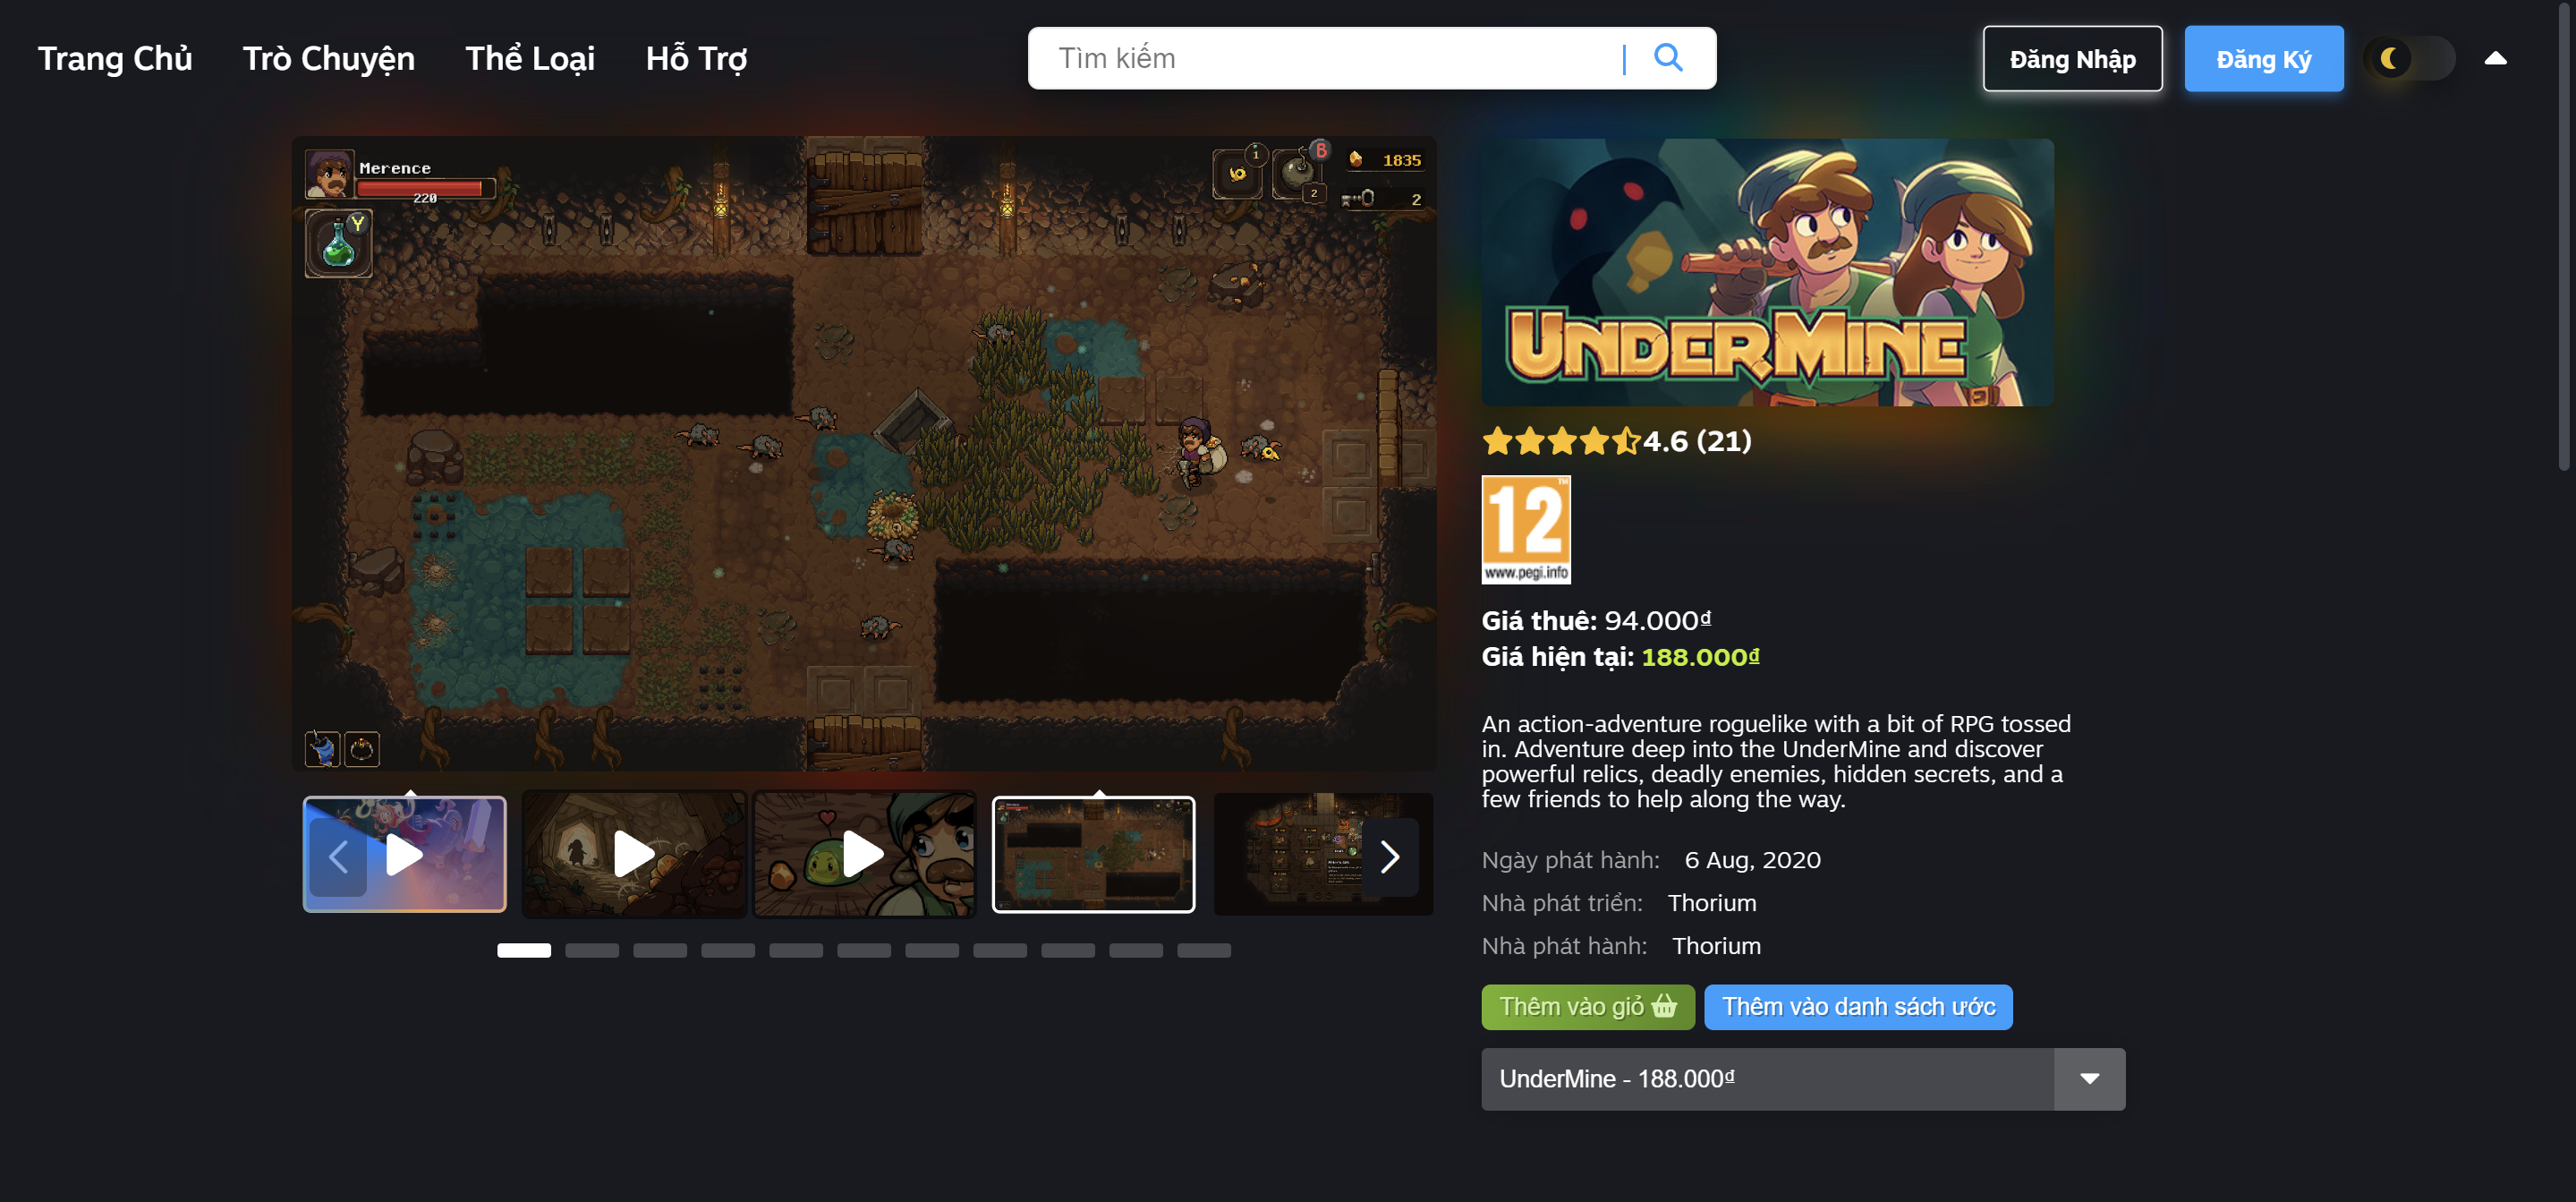 Trang Chủ Trò Chuyện Thể Loại Hỗ Trợ
Tìm kiếm
Đăng Nhập Đăng Ký
Merence
220
Y
1
B
2
1835
2
UNDERMINE
4.6 (21)
12
™
www.pegi.info
Giá thuê: 94.000₫
Giá hiện tại: 188.000₫
An action-adventure roguelike with a bit of RPG tossed
in. Adventure deep into the UnderMine and discover
powerful relics, deadly enemies, hidden secrets, and a
few friends to help along the way.
Ngày phát hành: 6 Aug, 2020
Nhà phát triển: Thorium
Nhà phát hành: Thorium
Thêm vào giỏ
Thêm vào danh sách ước
UnderMine - 188.000₫